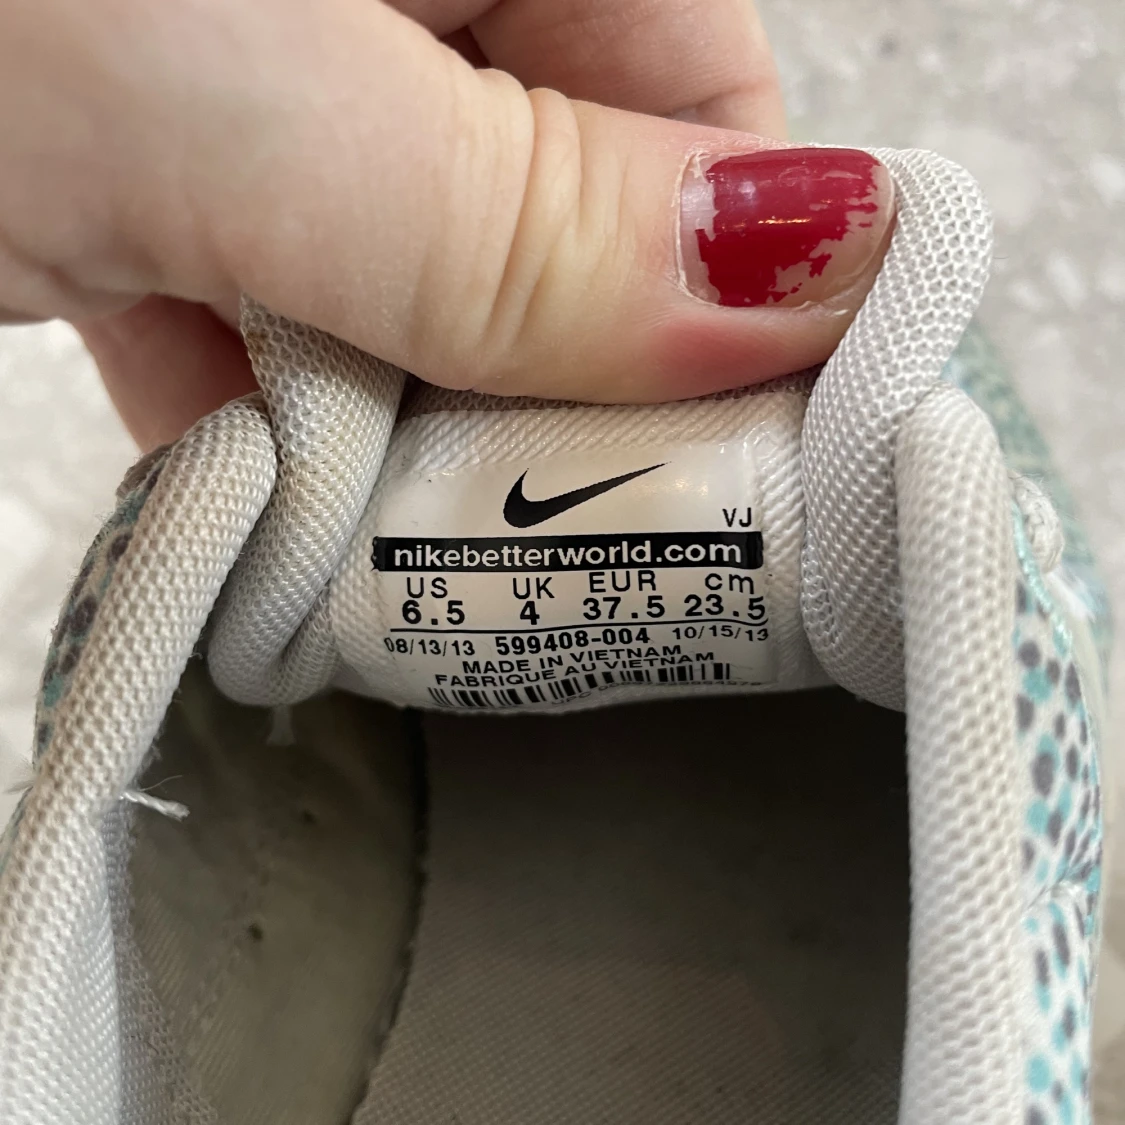 VJ
nikebetterworld.com
US UK EUR cm
6.5 4 37.5 23.5
08/13/13 599408-004 10/15/13
MADE IN VIETNAM
FABRIQUE AU VIETNAM